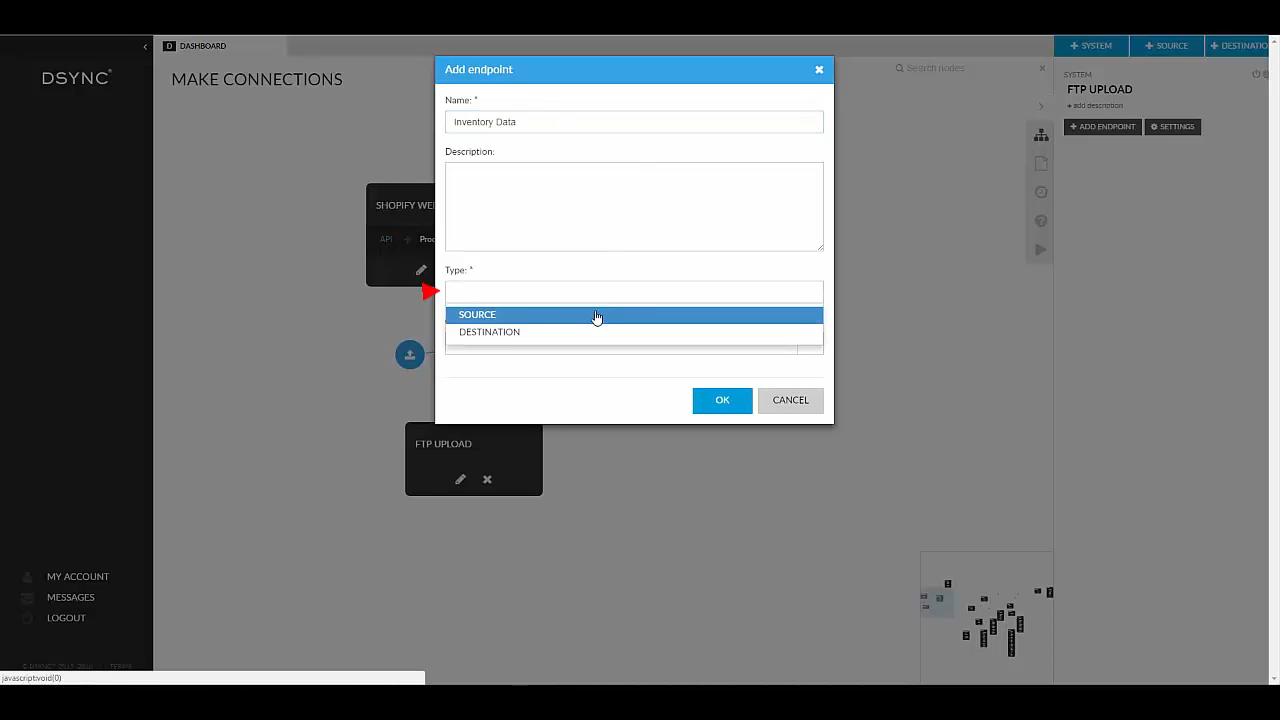 DSYNC
D DASHBOARD
MAKE CONNECTIONS
Add endpoint
Name: *
Inventory Data
Description:
Type: *
SOURCE
DESTINATION
OK
CANCEL
SHOPIFY WE
API
Proc
FTP UPLOAD
Search nodes
+ SYSTEM
+ SOURCE
+ DESTINATIO
SYSTEM
FTP UPLOAD
+ add description
+ ADD ENDPOINT
SETTINGS
MY ACCOUNT
MESSAGES
LOGOUT
TERMS
javascript:void(0)